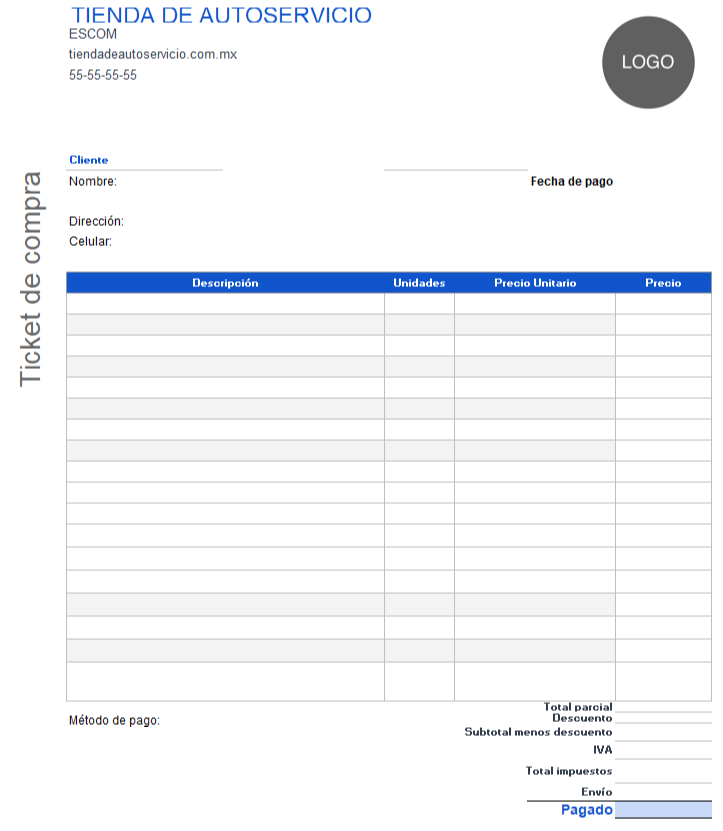 TIENDA DE AUTOSERVICIO
ESCOM
tiendadeautoservicio.com.mx
55-55-55-55
LOGO
Ticket de compra
Cliente
Nombre:
Fecha de pago
Dirección:
Celular:
Descripción Unidades Precio Unitario Precio
Total parcial
Método de pago:
Descuento
Subtotal menos descuento
IVA
Total impuestos
Envío
Pagado